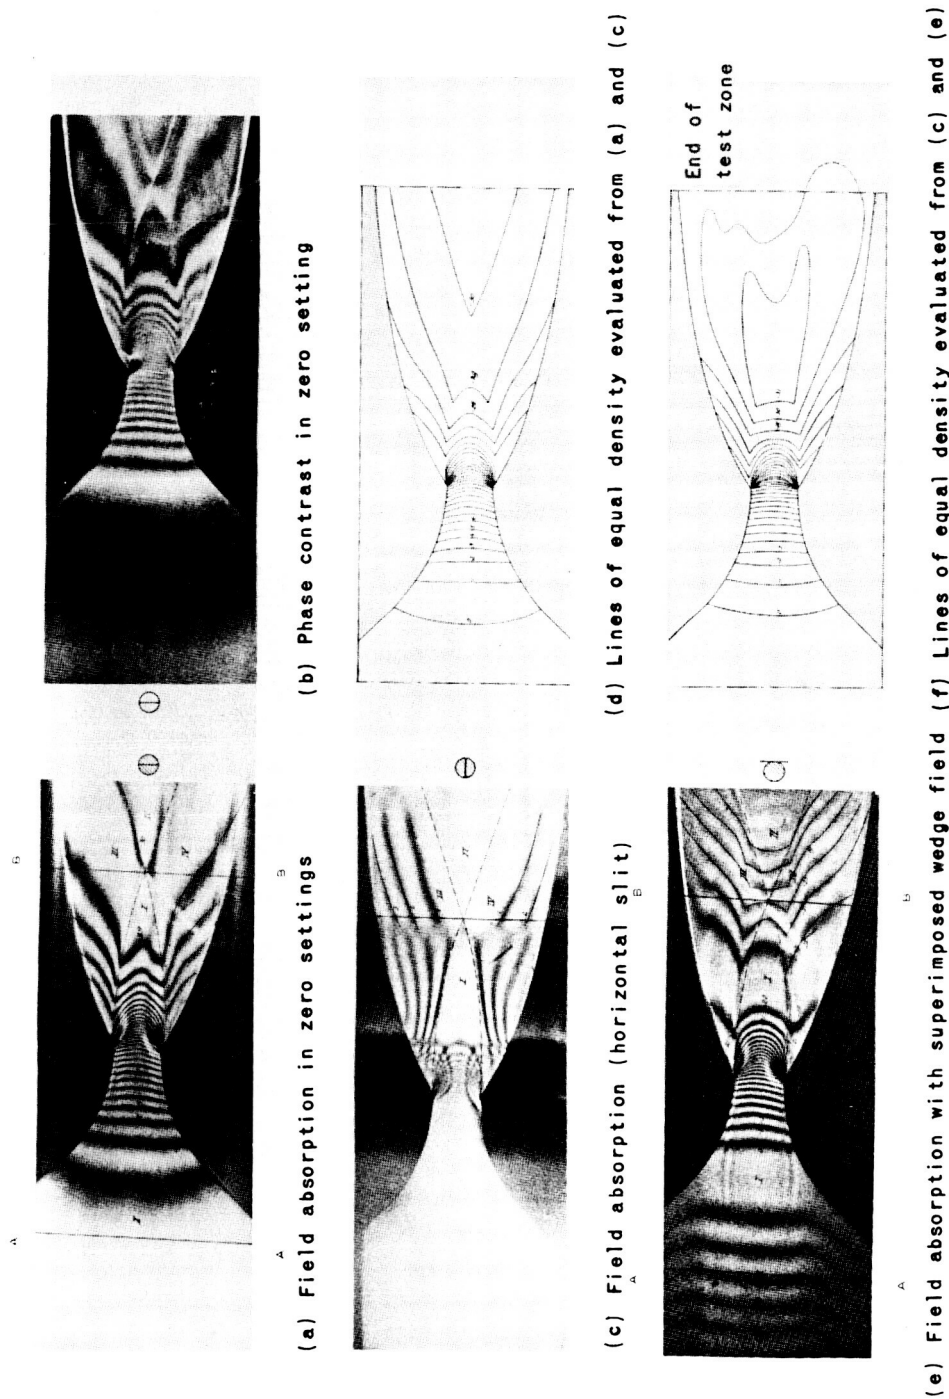 A
B
A
B
(a) Field absorption in zero settings
(b) Phase contrast in zero setting
(c) Field absorption (horizontal slit)
(d) Lines of equal density evaluated from (a) and (c)
A
B
A
B
End of
test zone
(e) Field absorption with superimposed wedge field
(f) Lines of equal density evaluated from (c) and (e)